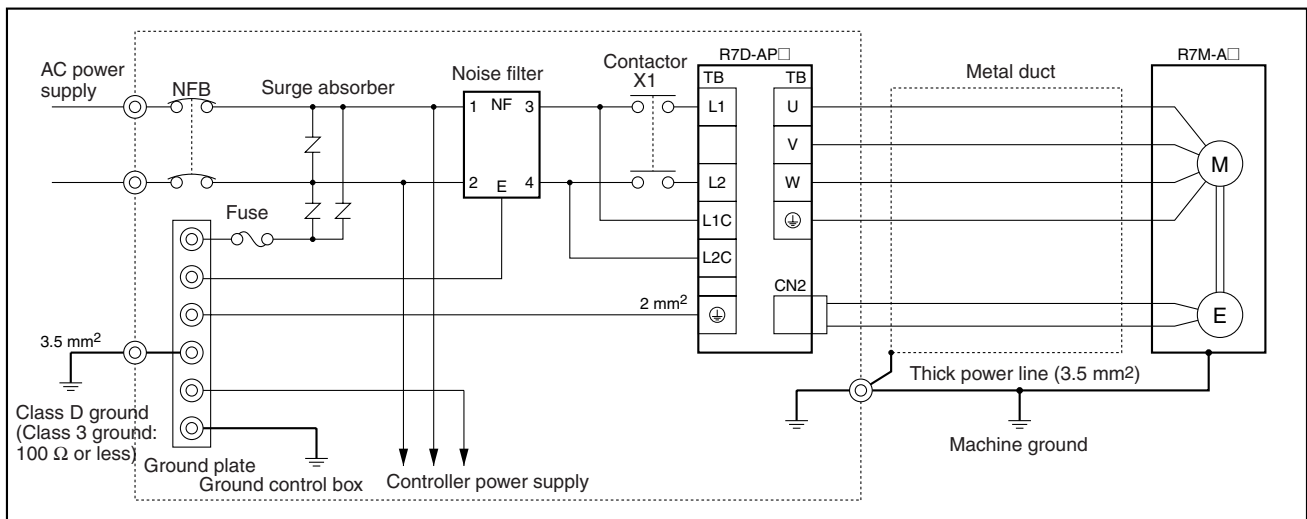 R7D-AP□
R7M-A□
AC power
supply
NFB
Surge absorber
Noise filter
Contactor
X1
TB
TB
Metal duct
1 NF 3
L1
U
V
2 E 4
L2
W
M
Fuse
L1C
L2C
CN2
2 mm²
E
3.5 mm²
Thick power line (3.5 mm²)
Class D ground
(Class 3 ground:
100 Ω or less)
Machine ground
Ground plate
Ground control box
Controller power supply